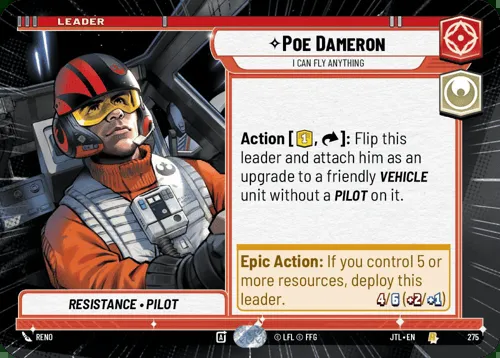 LEADER
POE DAMERON
I CAN FLY ANYTHING
Action [1, ]: Flip this
leader and attach him as an
upgrade to a friendly VEHICLE
unit without a PILOT on it.
Epic Action: If you control 5 or
more resources, deploy this
leader. 4/6 (+2/+1)
RESISTANCE • PILOT
RENO
A
© LFL © FFG
JTL • EN
275